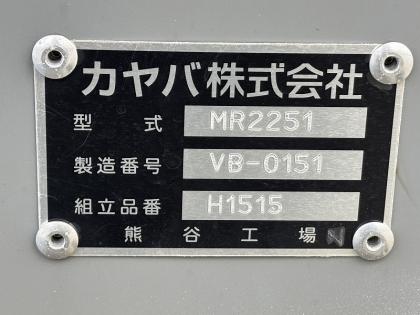 カヤバ株式会社
型式 MR2251
製造番号 VB-0151
組立品番 H1515
熊谷工場 N